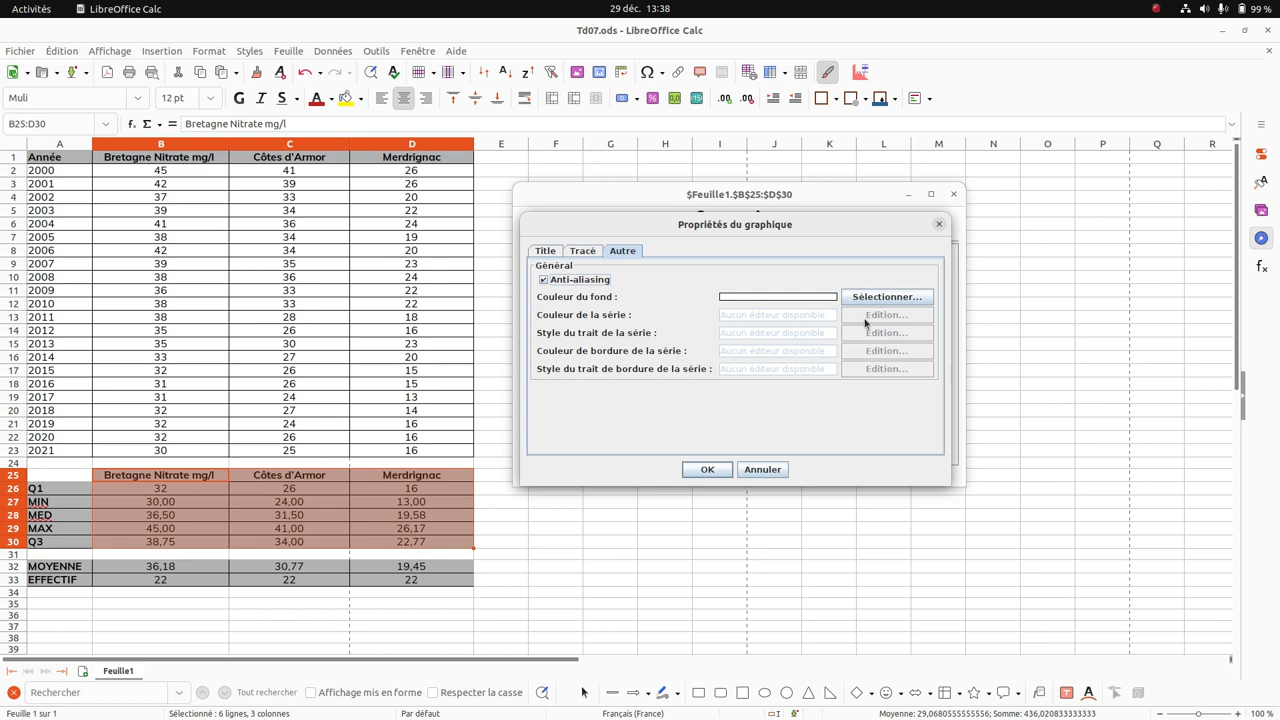 Activités LibreOffice Calc 29 déc. 13:38 99 %
Td07.ods - LibreOffice Calc
Fichier Édition Affichage Insertion Format Styles Feuille Données Outils Fenêtre Aide
Muli 12 pt
B25:D30 Bretagne Nitrate mg/l
A B C D E F G H I J K L M N O P Q R
1 Année Bretagne Nitrate mg/l Côtes d'Armor Merdrignac
2 2000 45 41 26
3 2001 42 39 26
4 2002 37 33 20
5 2003 39 34 22
6 2004 41 36 24
7 2005 38 34 19
8 2006 42 34 20
9 2007 39 35 23
10 2008 38 36 24
11 2009 36 33 22
12 2010 38 33 22
13 2011 38 28 18
14 2012 35 26 16
15 2013 35 30 23
16 2014 33 27 20
17 2015 32 26 15
18 2016 31 26 15
19 2017 31 24 13
20 2018 32 27 14
21 2019 32 24 16
22 2020 32 26 16
23 2021 30 25 16
24
25 Bretagne Nitrate mg/l Côtes d'Armor Merdrignac
26 Q1 32 26 16
27 MIN 30,00 24,00 13,00
28 MED 36,50 31,50 19,58
29 MAX 45,00 41,00 26,17
30 Q3 38,75 34,00 22,77
31
32 MOYENNE 36,18 30,77 19,45
33 EFFECTIF 22 22 22
34
35
36
37
38
39
$Feuille1.$B$25:$D$30
Propriétés du graphique
Title Tracé Autre
Général
Anti-aliasing
Couleur du fond : Sélectionner...
Couleur de la série : Aucun éditeur disponible Edition...
Style du trait de la série : Aucun éditeur disponible Edition...
Couleur de bordure de la série : Aucun éditeur disponible Edition...
Style du trait de bordure de la série : Aucun éditeur disponible Edition...
OK Annuler
Feuille1
Rechercher Tout rechercher Affichage mis en forme Respecter la casse
Feuille 1 sur 1 Sélectionné : 6 lignes, 3 colonnes Par défaut Français (France) Moyenne: 29,0680555555556; Somme: 436,020833333333 100 %